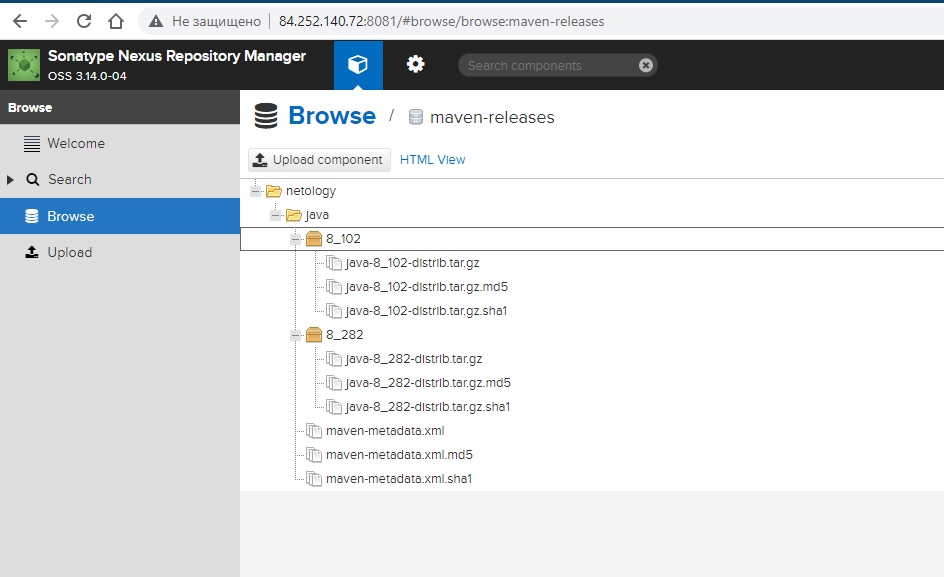 Не защищено 84.252.140.72:8081/#browse/browse:maven-releases
Sonatype Nexus Repository Manager
OSS 3.14.0-04
Search components
Browse
Welcome
Search
Browse
Upload
Browse / maven-releases
Upload component HTML View
netology
java
8_102
java-8_102-distrib.tar.gz
java-8_102-distrib.tar.gz.md5
java-8_102-distrib.tar.gz.sha1
8_282
java-8_282-distrib.tar.gz
java-8_282-distrib.tar.gz.md5
java-8_282-distrib.tar.gz.sha1
maven-metadata.xml
maven-metadata.xml.md5
maven-metadata.xml.sha1